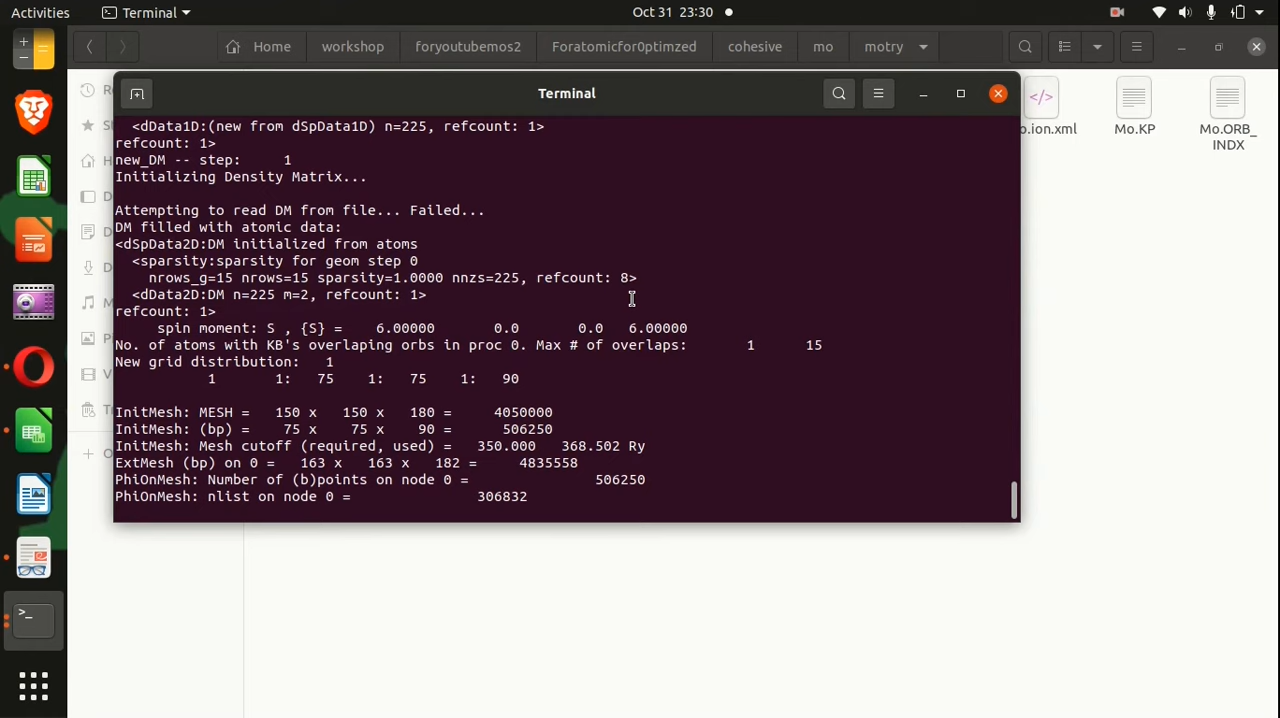 Activities Terminal Oct 31 23:30
Home workshop foryoutubemos2 Foratomicfor0ptimzed cohesive mo motry
Terminal
<dData1D:(new from dSpData1D) n=225, refcount: 1>
refcount: 1>
new_DM -- step: 1
Initializing Density Matrix...
Attempting to read DM from file... Failed...
DM filled with atomic data:
<dSpData2D:DM initialized from atoms
<sparsity:sparsity for geom step 0
nrows_g=15 nrows=15 sparsity=1.0000 nnzs=225, refcount: 8>
<dData2D:DM n=225 m=2, refcount: 1>
refcount: 1>
spin moment: S , {S} = 6.00000 0.0 0.0 6.00000
No. of atoms with KB's overlaping orbs in proc 0. Max # of overlaps: 1 15
New grid distribution: 1
1 1: 75 1: 75 1: 90
InitMesh: MESH = 150 x 150 x 180 = 4050000
InitMesh: (bp) = 75 x 75 x 90 = 506250
InitMesh: Mesh cutoff (required, used) = 350.000 368.502 Ry
ExtMesh (bp) on 0 = 163 x 163 x 182 = 4835558
PhiOnMesh: Number of (b)points on node 0 = 506250
PhiOnMesh: nlist on node 0 = 306832
o.ion.xml
Mo.KP
Mo.ORB_
INDX